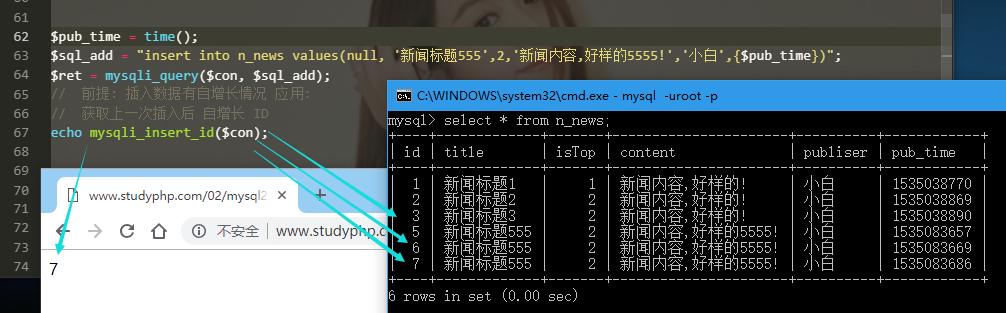 61
62 $pub_time = time();
63 $sql_add = "insert into n_news values(null, '新闻标题555',2,'新闻内容,好样的5555!','小白',{$pub_time})";
64 $ret = mysqli_query($con, $sql_add);
65 // 前提: 插入数据有自增长情况 应用:
66 // 获取上一次插入后 自增长 ID
67 echo mysqli_insert_id($con);
68
69
70
71
72
73
74
www.studyphp.com/02/mysql2
不安全 | www.studyphp.c
7
C:\WINDOWS\system32\cmd.exe - mysql -uroot -p
mysql> select * from n_news;
+----+-------------+-------+----------------------+----------+------------+
| id | title | isTop | content | publiser | pub_time |
| 1 | 新闻标题1 | 1 | 新闻内容,好样的! | 小白 | 1535038770 |
| 2 | 新闻标题2 | 2 | 新闻内容,好样的! | 小白 | 1535038869 |
| 3 | 新闻标题3 | 2 | 新闻内容,好样的! | 小白 | 1535038890 |
| 5 | 新闻标题555 | 2 | 新闻内容,好样的5555! | 小白 | 1535083657 |
| 6 | 新闻标题555 | 2 | 新闻内容,好样的5555! | 小白 | 1535083669 |
| 7 | 新闻标题555 | 2 | 新闻内容,好样的5555! | 小白 | 1535083686 |
6 rows in set (0.00 sec)